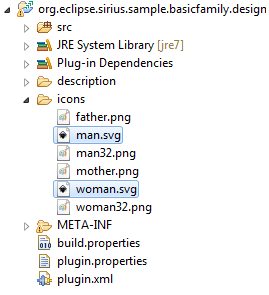 org.eclipse.sirius.sample.basicfamily.design
src
JRE System Library [jre7]
Plug-in Dependencies
description
icons
father.png
man.svg
man32.png
mother.png
woman.svg
woman32.png
META-INF
build.properties
plugin.properties
plugin.xml